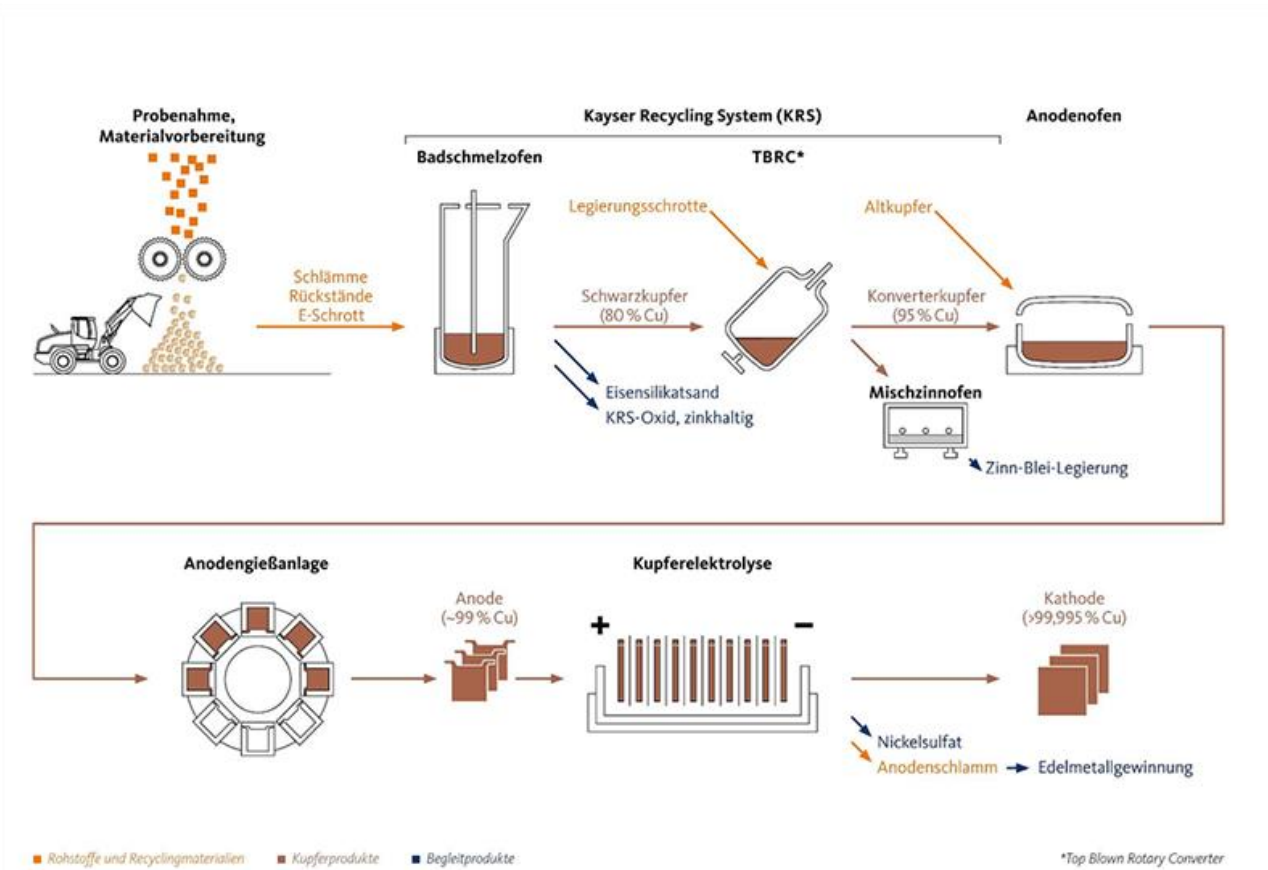 Probenahme,
Materialvorbereitung
Kayser Recycling System (KRS)
Anodenofen
Badschmelzofen
TBRC*
Legierungsschrotte
Altkupfer
Schlämme
Rückstände
E-Schrott
Schwarzkupfer
(80 % Cu)
Konverterkupfer
(95 % Cu)
Eisensilikatsand
KRS-Oxid, zinkhaltig
Mischzinnofen
Zinn-Blei-Legierung
Anodengießanlage
Kupferelektrolyse
Anode
(~99 % Cu)
+
–
Kathode
(>99,995 % Cu)
Nickelsulfat
Anodenschlamm
Edelmetallgewinnung
Rohstoffe und Recyclingmaterialien
Kupferprodukte
Begleitprodukte
*Top Blown Rotary Converter